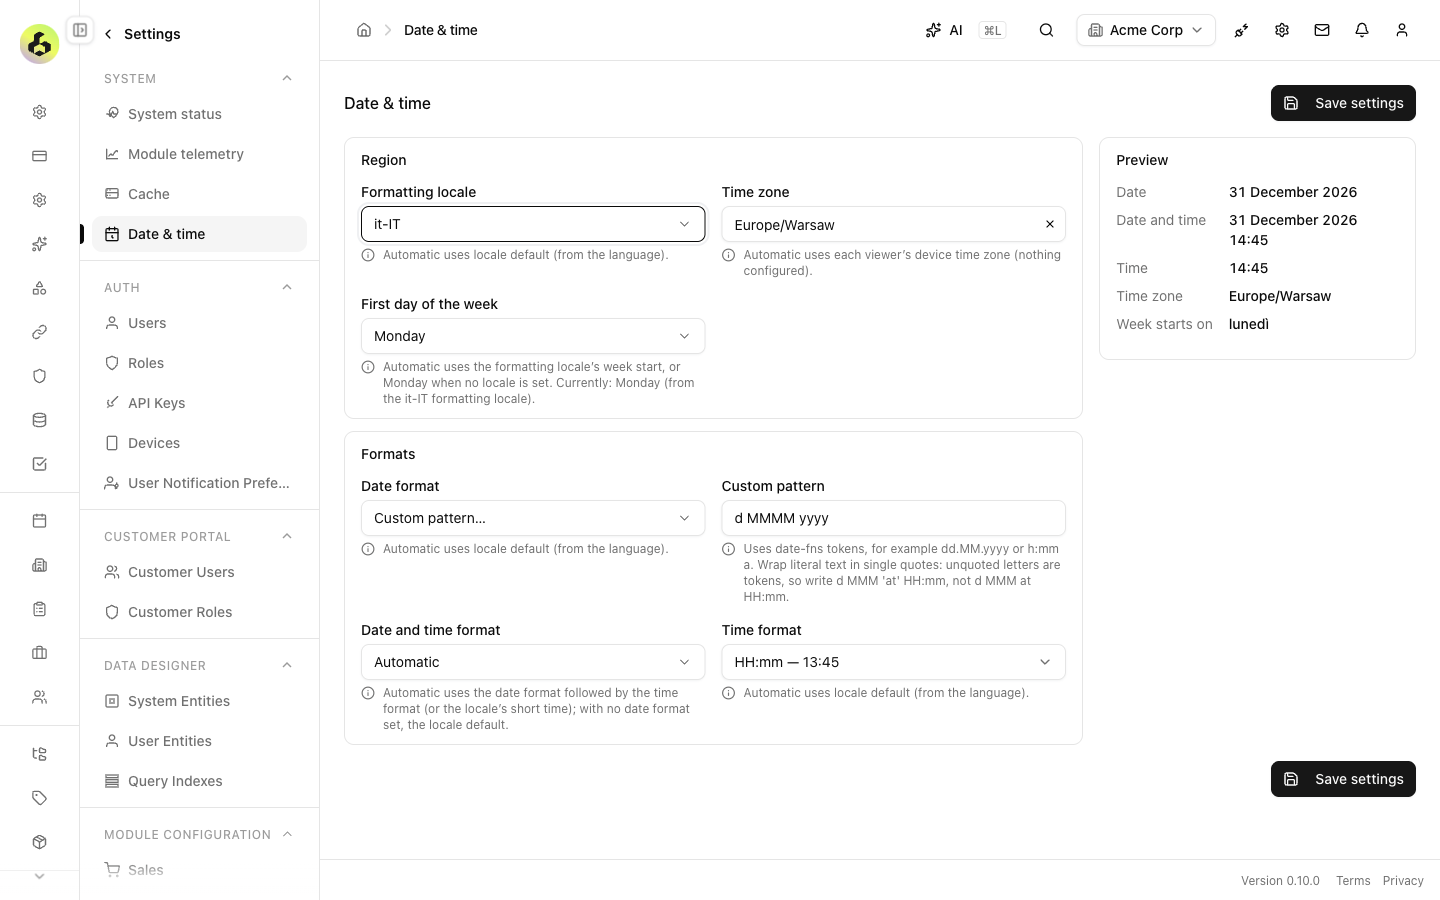 Settings
SYSTEM
System status
Module telemetry
Cache
Date & time
AUTH
Users
Roles
API Keys
Devices
User Notification Prefe...
CUSTOMER PORTAL
Customer Users
Customer Roles
DATA DESIGNER
System Entities
User Entities
Query Indexes
MODULE CONFIGURATION
Sales
Date & time
AI ⌘L
Acme Corp
Date & time
Save settings
Region
Formatting locale
it-IT
Automatic uses locale default (from the language).
Time zone
Europe/Warsaw
Automatic uses each viewer's device time zone (nothing
configured).
First day of the week
Monday
Automatic uses the formatting locale's week start, or
Monday when no locale is set. Currently: Monday (from
the it-IT formatting locale).
Formats
Date format
Custom pattern...
Automatic uses locale default (from the language).
Custom pattern
d MMMM yyyy
Uses date-fns tokens, for example dd.MM.yyyy or h:mm
a. Wrap literal text in single quotes: unquoted letters are
tokens, so write d MMM 'at' HH:mm, not d MMM at
HH:mm.
Date and time format
Automatic
Automatic uses the date format followed by the time
format (or the locale's short time); with no date format
set, the locale default.
Time format
HH:mm — 13:45
Automatic uses locale default (from the language).
Preview
Date 31 December 2026
Date and time 31 December 2026
14:45
Time 14:45
Time zone Europe/Warsaw
Week starts on lunedì
Save settings
Version 0.10.0 Terms Privacy